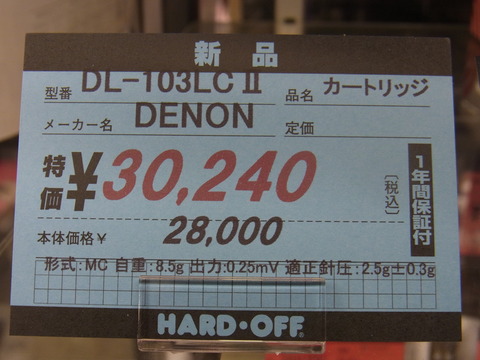 新品
型番 DL-103LCⅡ 品名 カートリッジ
メーカー名 DENON 定価
特価 ¥30,240 〔税込〕 1年間保証付
本体価格¥ 28,000
形式:MC 自重:8.5g 出力:0.25mV 適正針圧:2.5g±0.3g
HARD・OFF®